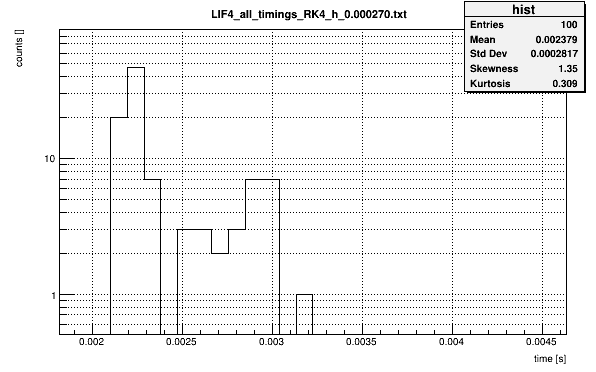 LIF4_all_timings_RK4_h_0.000270.txt
hist
Entries 100
Mean 0.002379
Std Dev 0.0002817
Skewness 1.35
Kurtosis 0.309
counts []
10
1
0.002 0.0025 0.003 0.0035 0.004 0.0045
time [s]